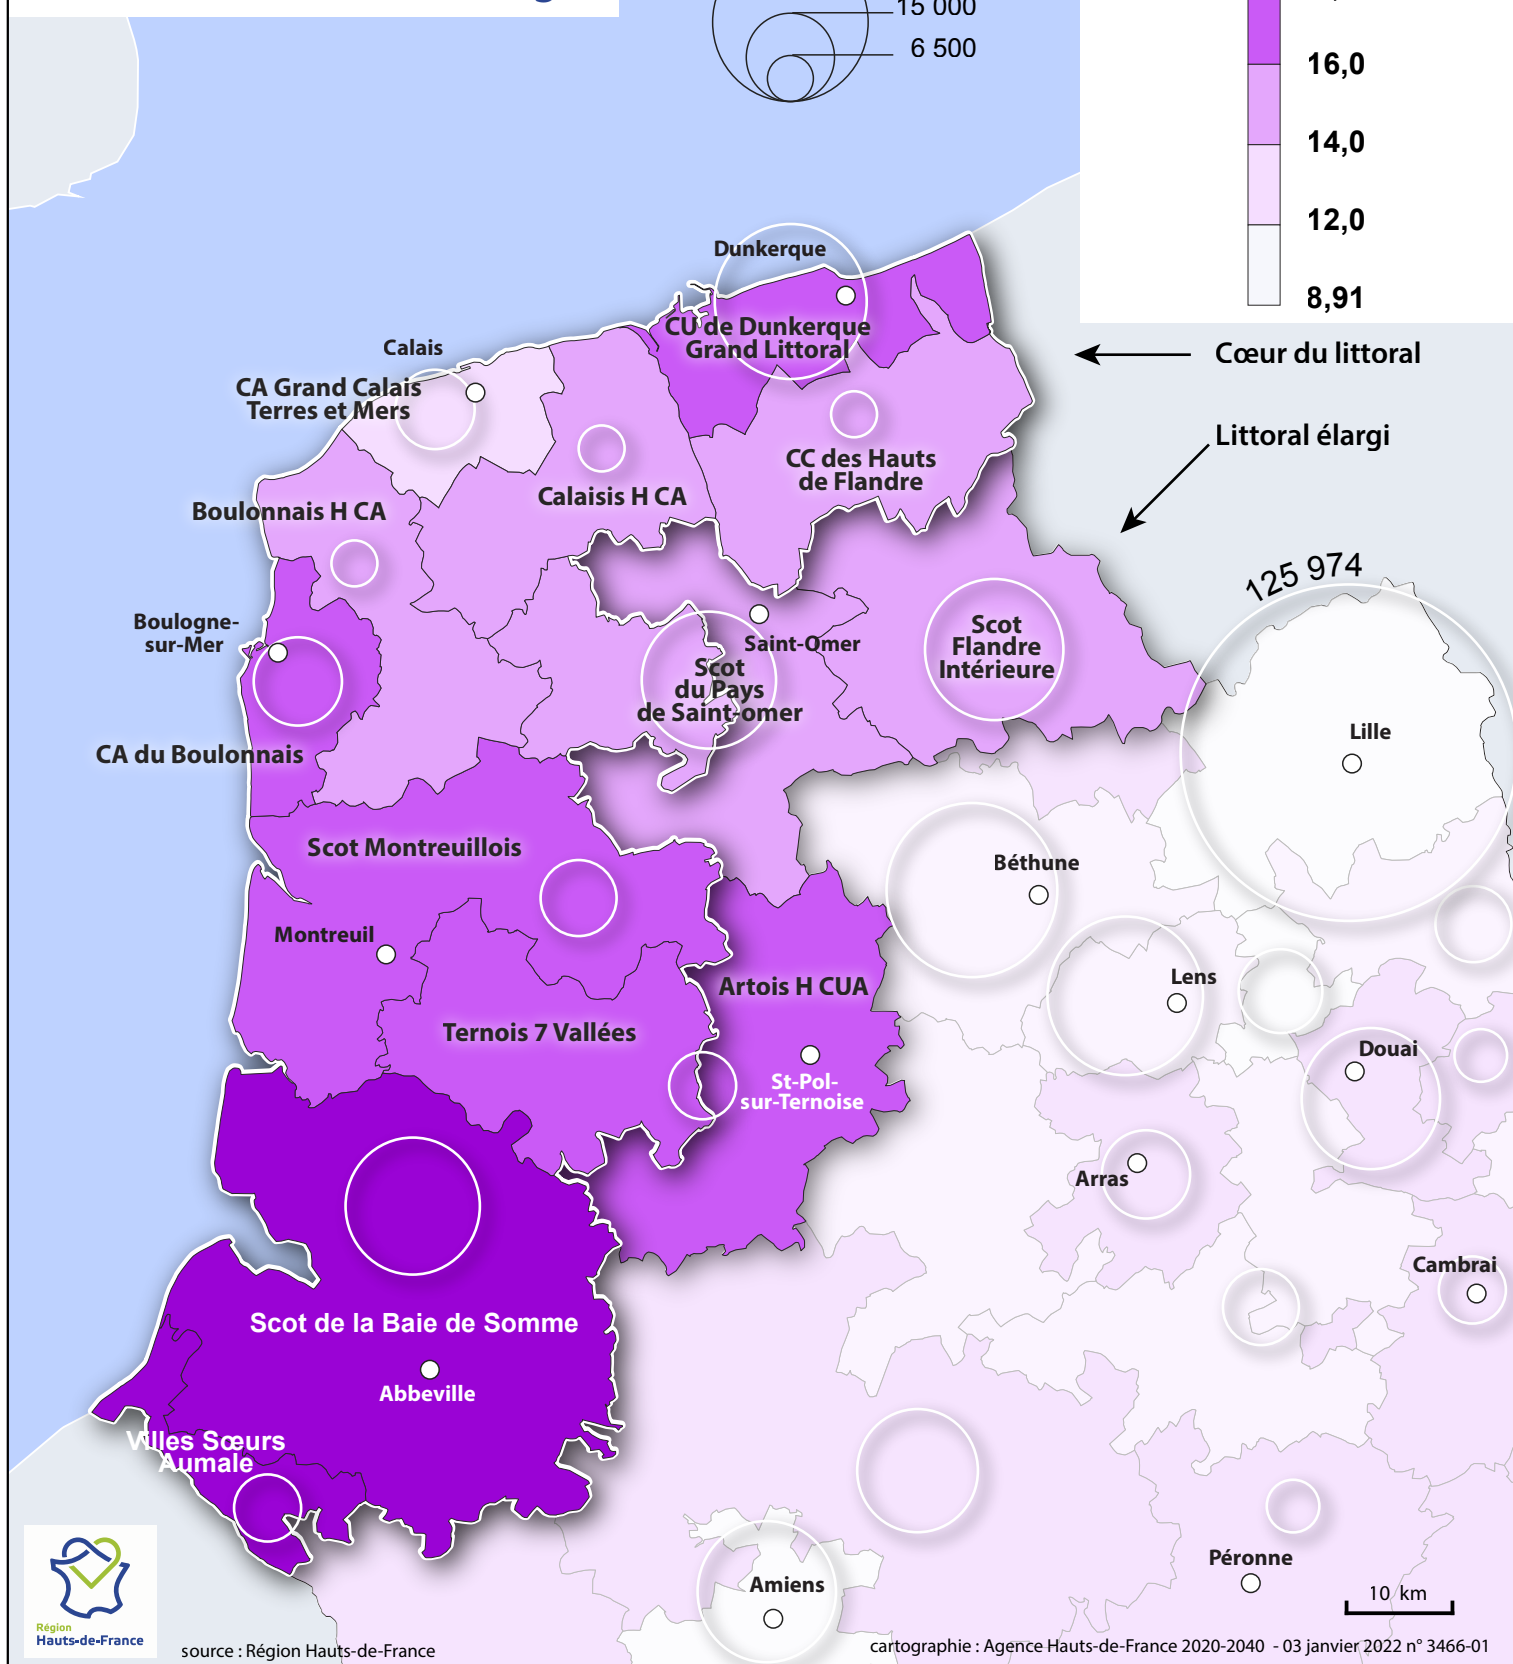 15 000
6 500
16,0
14,0
12,0
8,91
Dunkerque
CU de Dunkerque
Grand Littoral
Cœur du littoral
Calais
CA Grand Calais
Terres et Mers
Littoral élargi
CC des Hauts
de Flandre
Calaisis H CA
Boulonnais H CA
125 974
Boulogne-
sur-Mer
Saint-Omer
Scot
Flandre
Intérieure
Scot
du Pays
de Saint-omer
Lille
CA du Boulonnais
Scot Montreuillois
Béthune
Montreuil
Lens
Artois H CUA
Ternois 7 Vallées
Douai
St-Pol-
sur-Ternoise
Arras
Cambrai
Scot de la Baie de Somme
Abbeville
Villes Sœurs
Aumale
Péronne
Amiens
10 km
Région
Hauts-de-France
source : Région Hauts-de-France
cartographie : Agence Hauts-de-France 2020-2040 - 03 janvier 2022 n° 3466-01